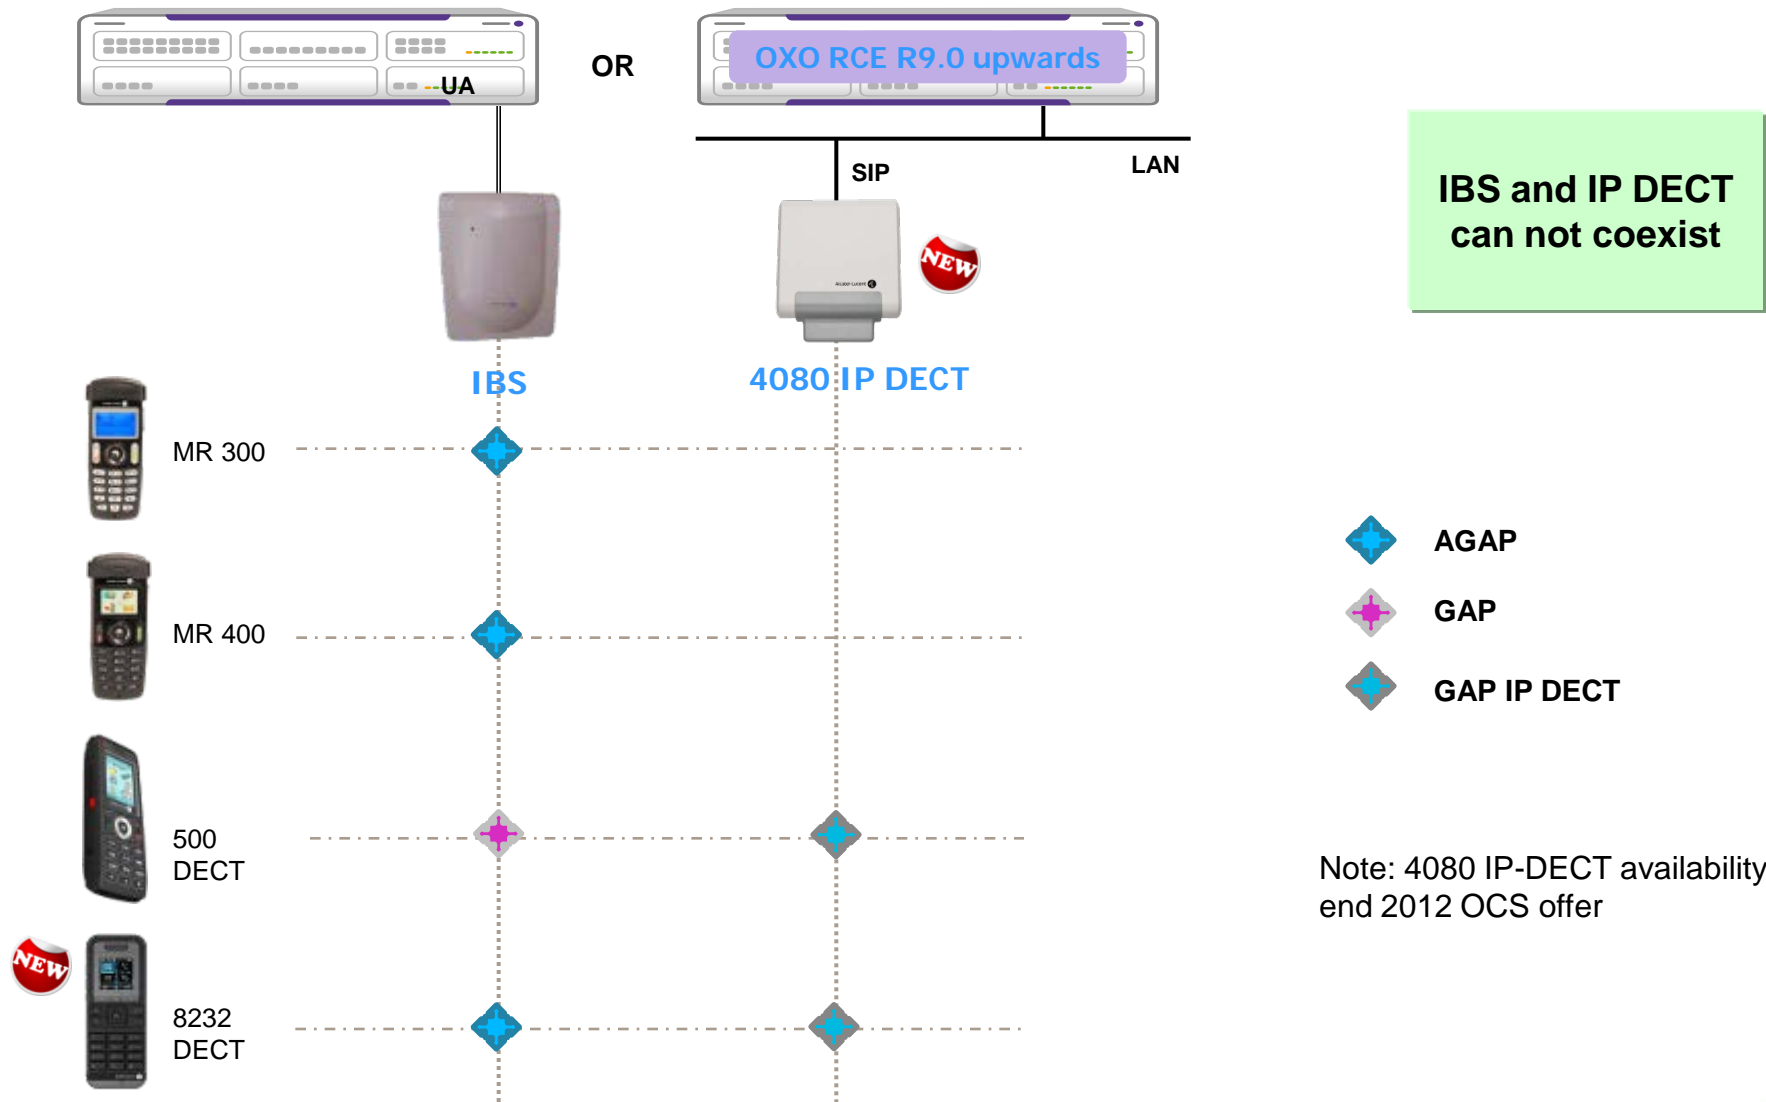 OXO RCE R9.0 upwards
OR
UA
SIP
LAN
IBS and IP DECT
can not coexist
NEW
Alcatel·Lucent
IBS
4080 IP DECT
MR 300
AGAP
GAP
MR 400
GAP IP DECT
500
DECT
Note: 4080 IP-DECT availability
end 2012 OCS offer
NEW
8232
DECT